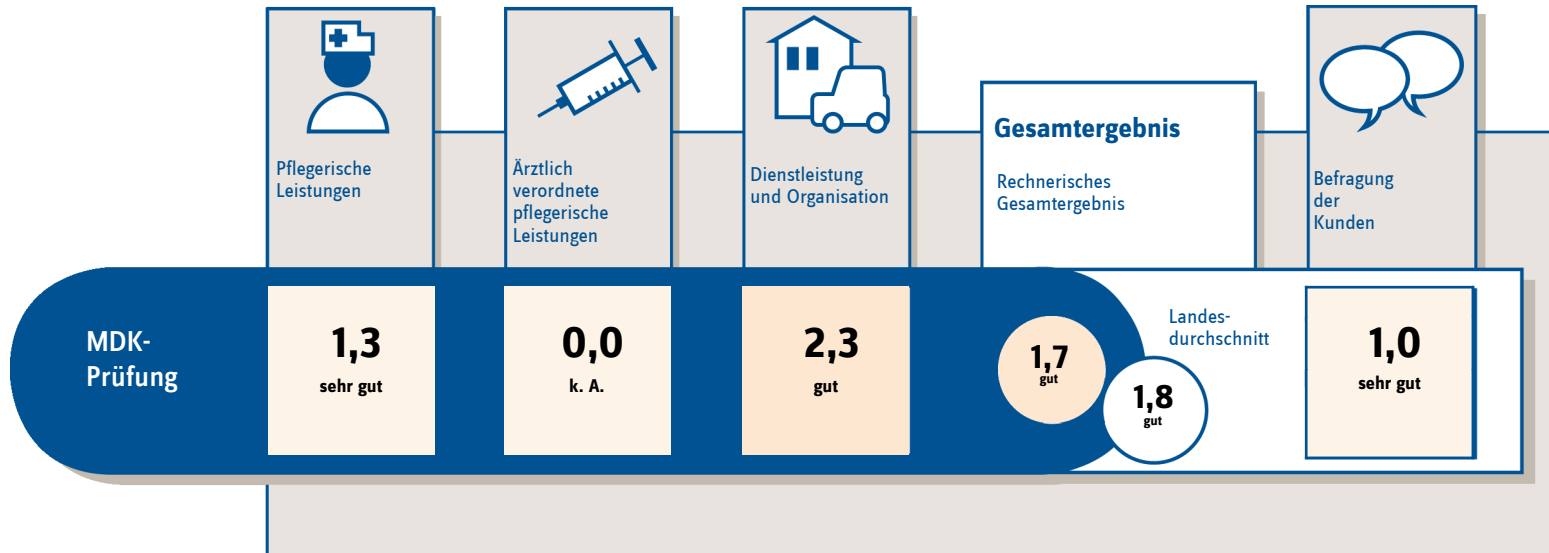 Pflegerische
Leistungen
Ärztlich
verordnete
pflegerische
Leistungen
Dienstleistung
und Organisation
Gesamtergebnis
Rechnerisches
Gesamtergebnis
Befragung
der
Kunden
MDK-
Prüfung
1,3
sehr gut
0,0
k. A.
2,3
gut
1,7
gut
Landes-
durchschnitt
1,8
gut
1,0
sehr gut